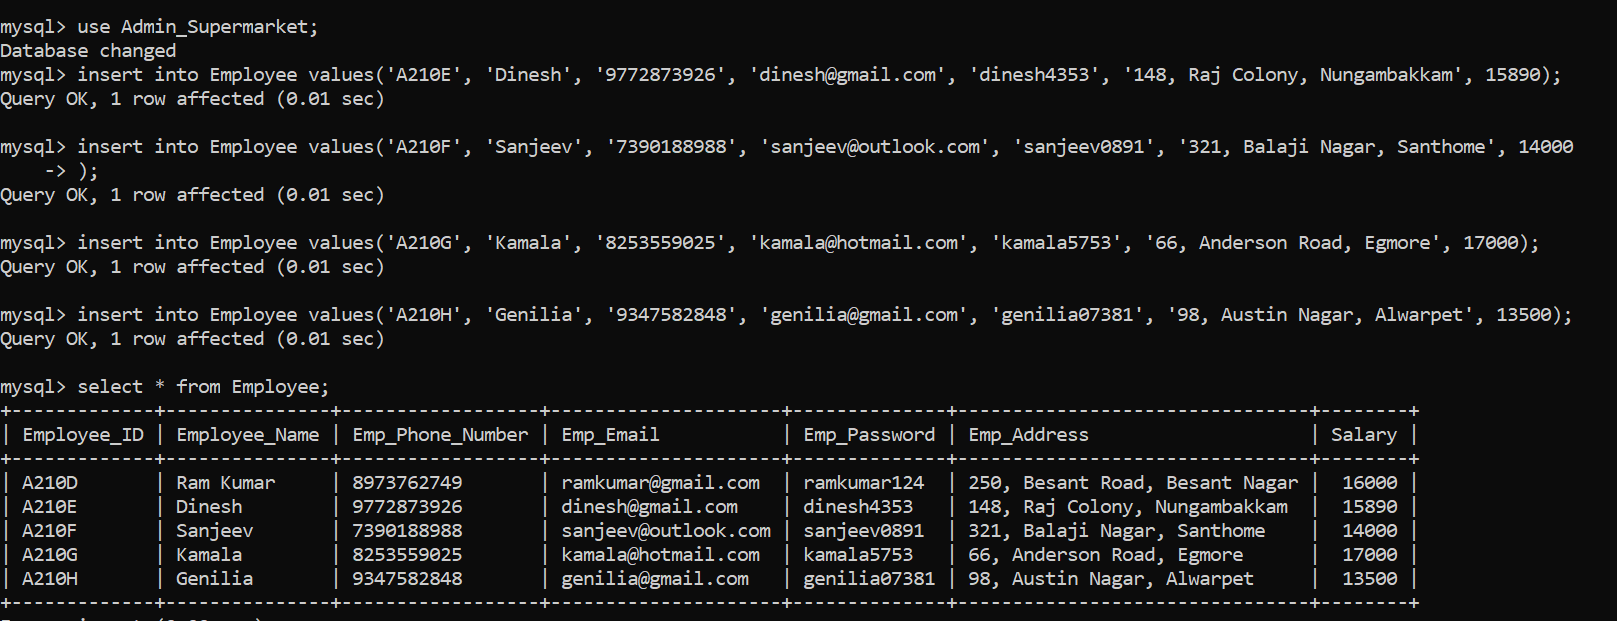 mysql> use Admin_Supermarket;
Database changed
mysql> insert into Employee values('A210E', 'Dinesh', '9772873926', 'dinesh@gmail.com', 'dinesh4353', '148, Raj Colony, Nungambakkam', 15890);
Query OK, 1 row affected (0.01 sec)
mysql> insert into Employee values('A210F', 'Sanjeev', '7390188988', 'sanjeev@outlook.com', 'sanjeev0891', '321, Balaji Nagar, Santhome', 14000
    -> );
Query OK, 1 row affected (0.01 sec)
mysql> insert into Employee values('A210G', 'Kamala', '8253559025', 'kamala@hotmail.com', 'kamala5753', '66, Anderson Road, Egmore', 17000);
Query OK, 1 row affected (0.01 sec)
mysql> insert into Employee values('A210H', 'Genilia', '9347582848', 'genilia@gmail.com', 'genilia07381', '98, Austin Nagar, Alwarpet', 13500);
Query OK, 1 row affected (0.01 sec)
mysql> select * from Employee;
+-------------+---------------+------------------+---------------------+--------------+--------------------------------+--------+
| Employee_ID | Employee_Name | Emp_Phone_Number | Emp_Email           | Emp_Password | Emp_Address                    | Salary |
+-------------+---------------+------------------+---------------------+--------------+--------------------------------+--------+
| A210D       | Ram Kumar     | 8973762749       | ramkumar@gmail.com  | ramkumar124  | 250, Besant Road, Besant Nagar |  16000 |
| A210E       | Dinesh        | 9772873926       | dinesh@gmail.com    | dinesh4353   | 148, Raj Colony, Nungambakkam  |  15890 |
| A210F       | Sanjeev       | 7390188988       | sanjeev@outlook.com | sanjeev0891  | 321, Balaji Nagar, Santhome    |  14000 |
| A210G       | Kamala        | 8253559025       | kamala@hotmail.com  | kamala5753   | 66, Anderson Road, Egmore      |  17000 |
| A210H       | Genilia       | 9347582848       | genilia@gmail.com   | genilia07381 | 98, Austin Nagar, Alwarpet     |  13500 |
+-------------+---------------+------------------+---------------------+--------------+--------------------------------+--------+